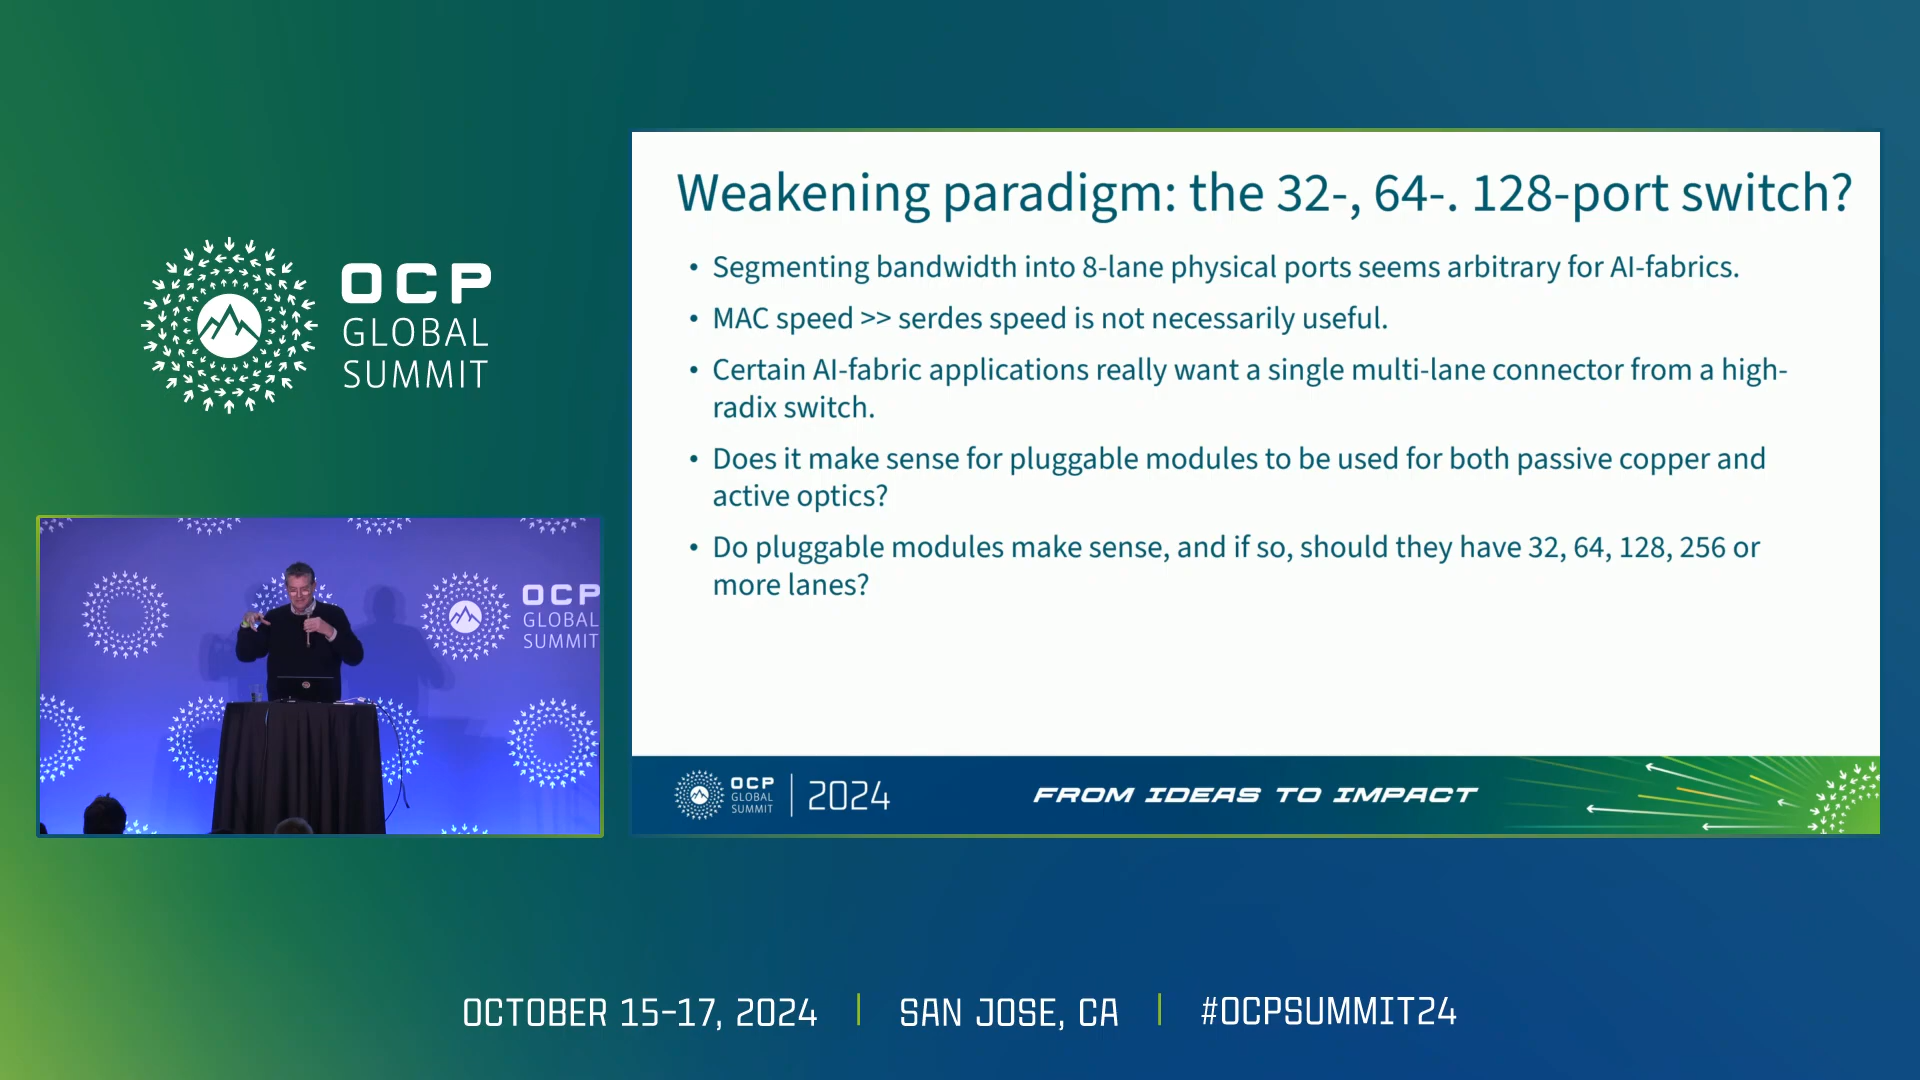 OCP
GLOBAL
SUMMIT
Weakening paradigm: the 32-, 64-. 128-port switch?
• Segmenting bandwidth into 8-lane physical ports seems arbitrary for AI-fabrics.
• MAC speed >> serdes speed is not necessarily useful.
• Certain AI-fabric applications really want a single multi-lane connector from a high-
radix switch.
• Does it make sense for pluggable modules to be used for both passive copper and
active optics?
• Do pluggable modules make sense, and if so, should they have 32, 64, 128, 256 or
more lanes?
OCP
GLOBAL
SUMMIT
OCP
GLOBAL
SUMMIT
2024
FROM IDEAS TO IMPACT
OCTOBER 15-17, 2024 | SAN JOSE, CA | #OCPSUMMIT24